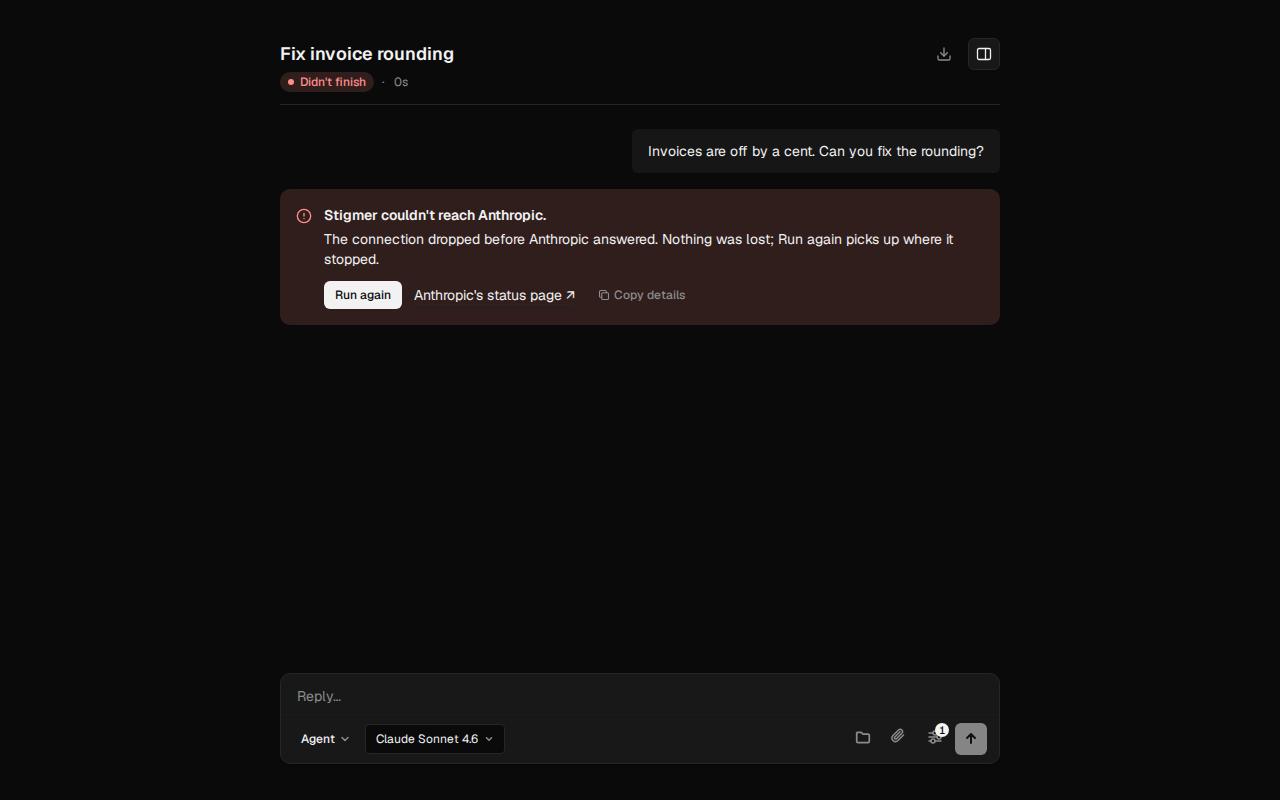 Fix invoice rounding
Didn't finish · 0s
Invoices are off by a cent. Can you fix the rounding?
Stigmer couldn't reach Anthropic.
The connection dropped before Anthropic answered. Nothing was lost; Run again picks up where it
stopped.
Run again Anthropic's status page Copy details
Reply...
Agent Claude Sonnet 4.6 1